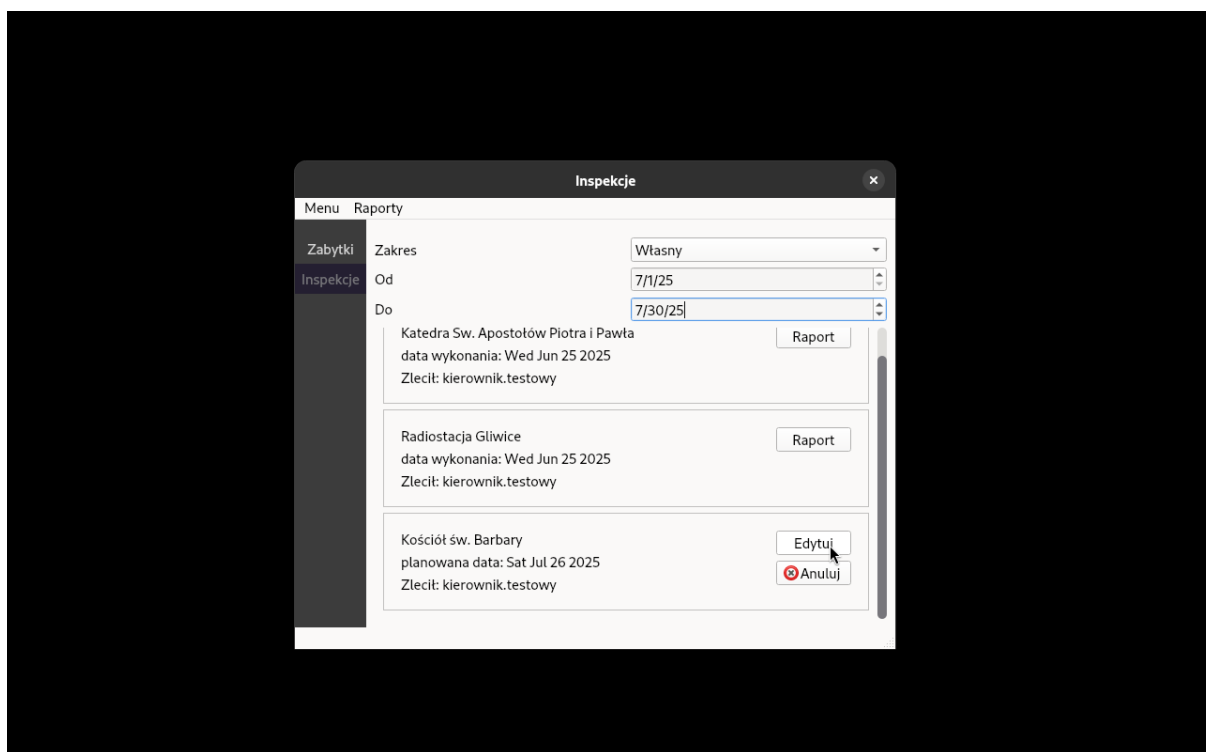 Inspekcje
Menu Raporty
Zabytki
Inspekcje
Zakres Własny
Od 7/1/25
Do 7/30/25
Katedra Św. Apostołów Piotra i Pawła
data wykonania: Wed Jun 25 2025
Zlecił: kierownik.testowy
Raport
Radiostacja Gliwice
data wykonania: Wed Jun 25 2025
Zlecił: kierownik.testowy
Raport
Kościół św. Barbary
planowana data: Sat Jul 26 2025
Zlecił: kierownik.testowy
Edytuj
Anuluj